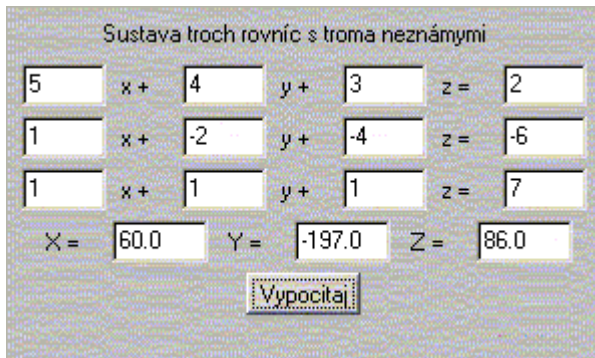 Sustava troch rovníc s troma neznámymi
5 x + 4 y + 3 z = 2
1 x + -2 y + -4 z = -6
1 x + 1 y + 1 z = 7
X = 60.0 Y = -197.0 Z = 86.0
Vypocitaj